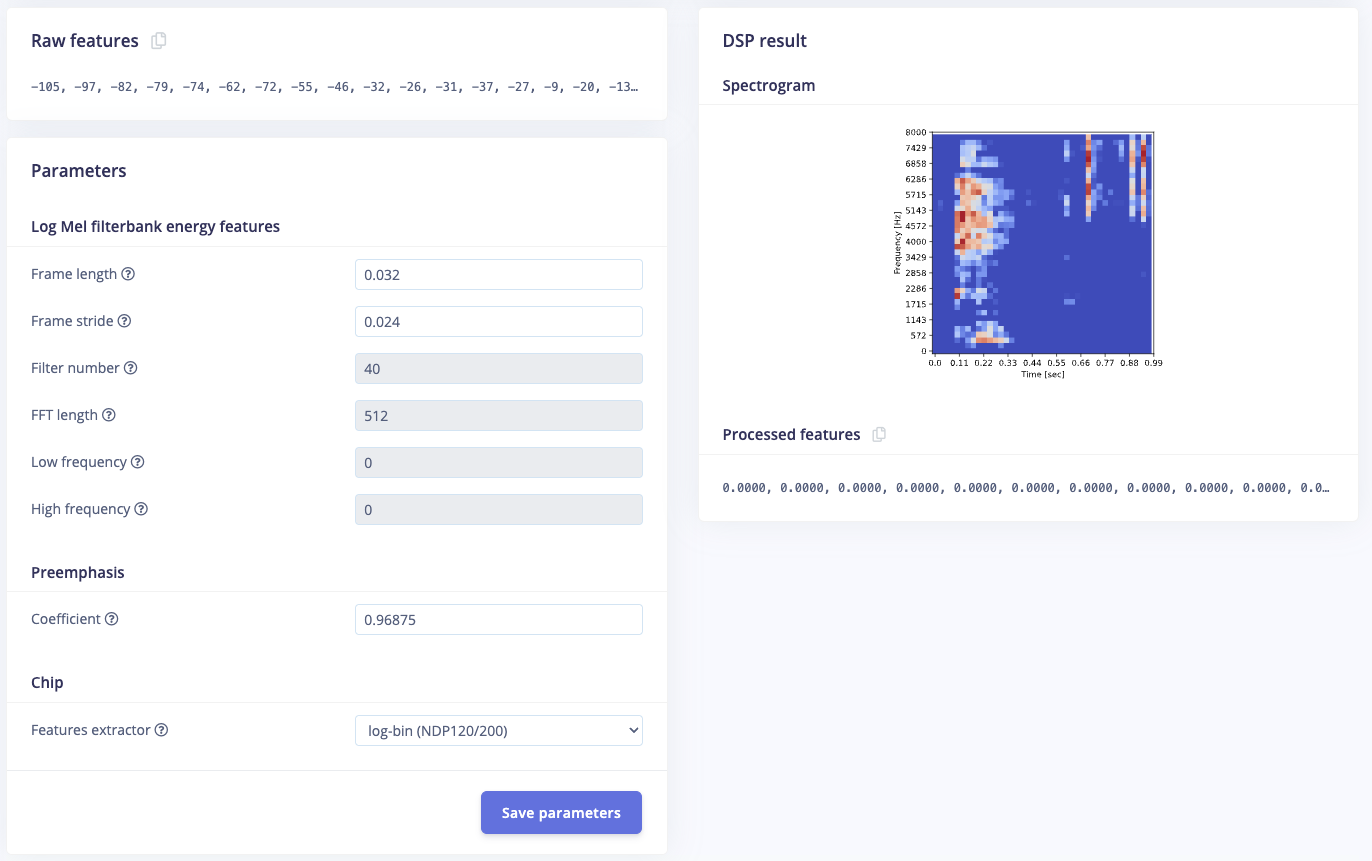 Raw features
-105, -97, -82, -79, -74, -62, -72, -55, -46, -32, -26, -31, -37, -27, -9, -20, -13…
Parameters
Log Mel filterbank energy features
Frame length
0.032
Frame stride
0.024
Filter number
40
FFT length
512
Low frequency
0
High frequency
0
Preemphasis
Coefficient
0.96875
Chip
Features extractor
log-bin (NDP120/200)
Save parameters
DSP result
Spectrogram
8000
7429
6858
6286
5715
5143
4572
4000
3429
2858
2286
1715
1143
572
0
Frequency [Hz]
0.0 0.11 0.22 0.33 0.44 0.55 0.66 0.77 0.88 0.99
Time [sec]
Processed features
0.0000, 0.0000, 0.0000, 0.0000, 0.0000, 0.0000, 0.0000, 0.0000, 0.0000, 0.0000, 0.0…